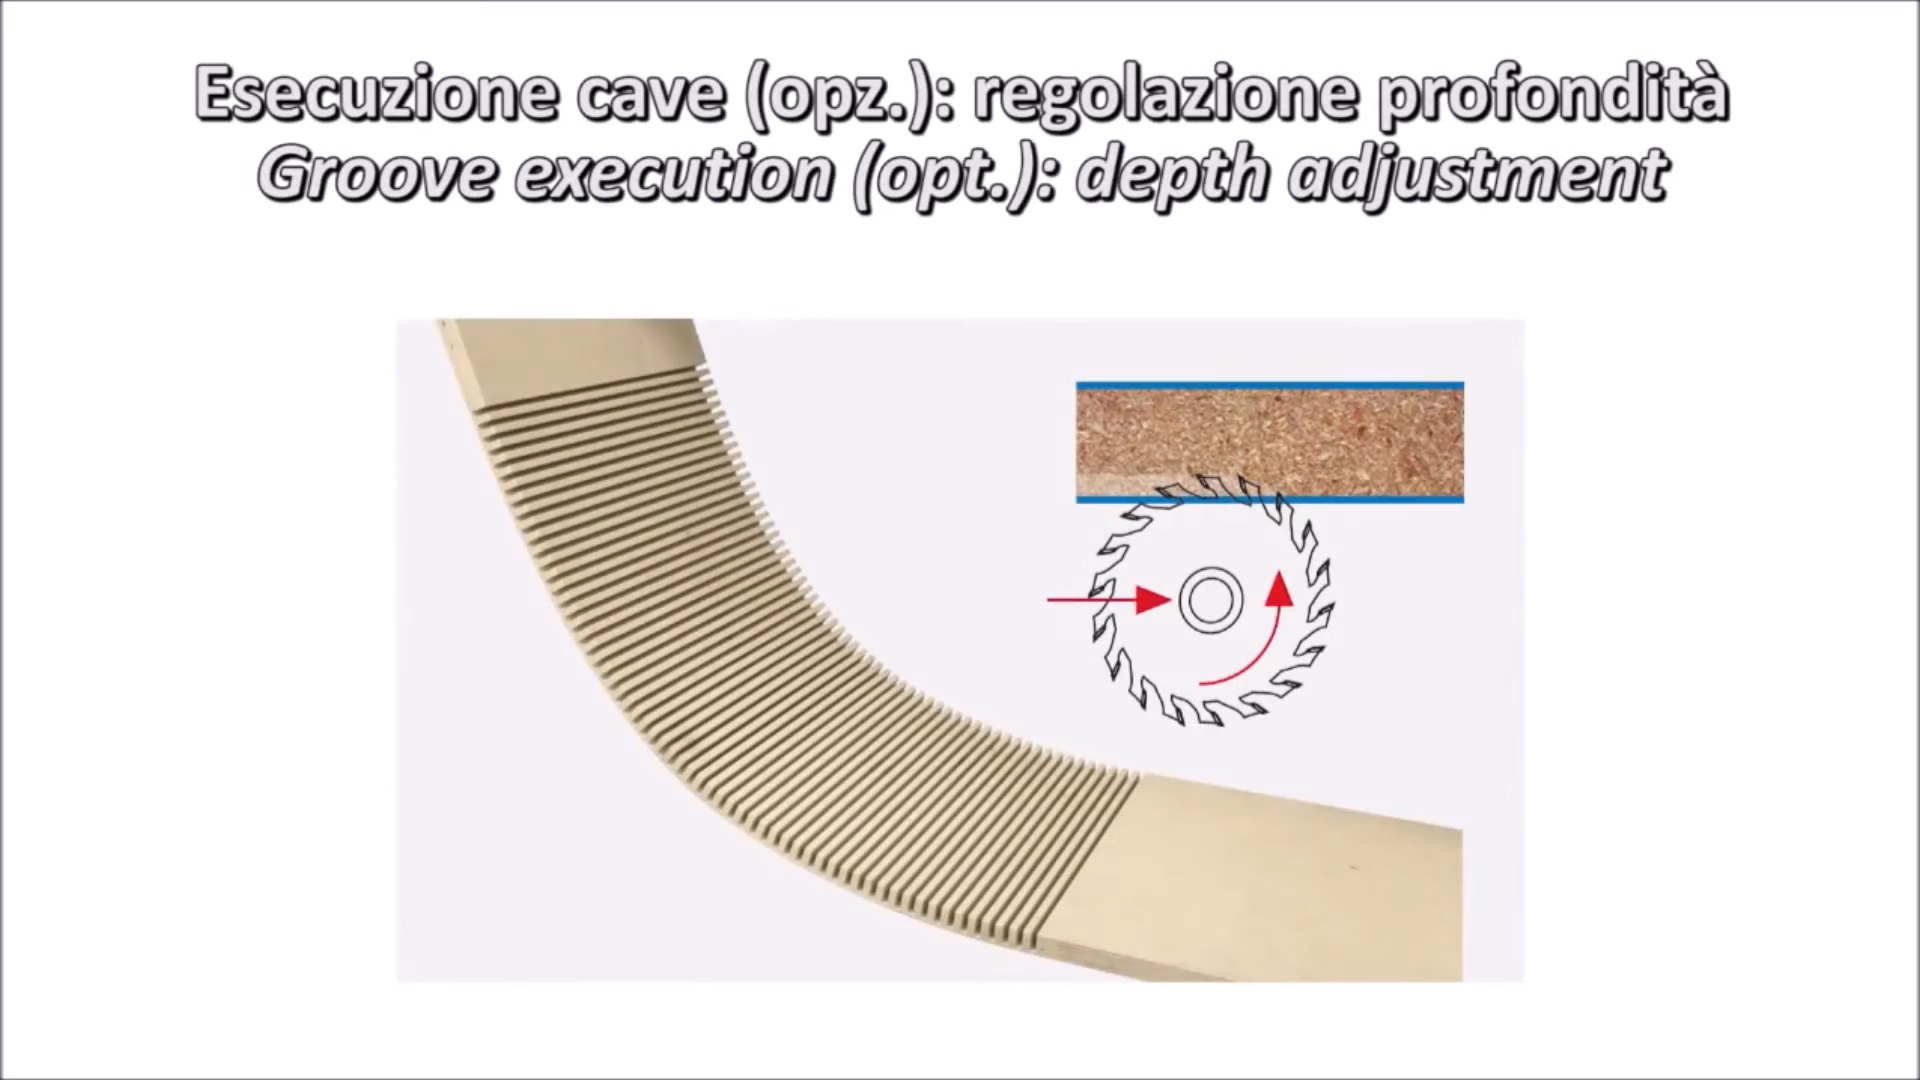 Esecuzione cave (opz.): regolazione profondità
Groove execution (opt.): depth adjustment